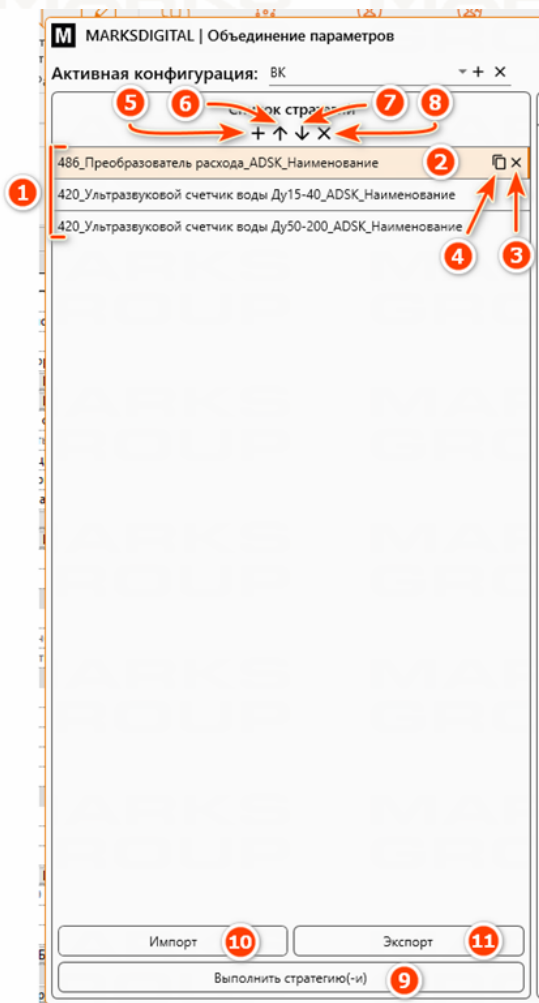 M MARKSDIGITAL | Объединение параметров
Активная конфигурация: ВК
5 6 7 8
1
486_Преобразователь расхода_ADSK_Наименование 2
420_Ультразвуковой счетчик воды Ду15-40_ADSK_Наименование
420_Ультразвуковой счетчик воды Ду50-200_ADSK_Наименование
4 3
Импорт 10 Экспорт 11
Выполнить стратегию(-и) 9